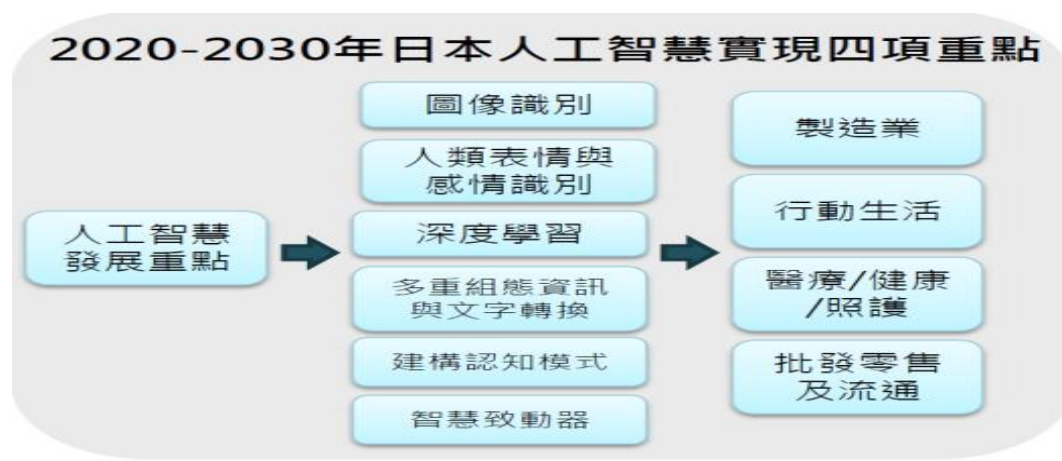 2020-2030年日本人工智慧實現四項重點
人工智慧
發展重點
圖像識別
人類表情與
感情識別
深度學習
多重組態資訊
與文字轉換
建構認知模式
智慧致動器
製造業
行動生活
醫療/健康
/照護
批發零售
及流通